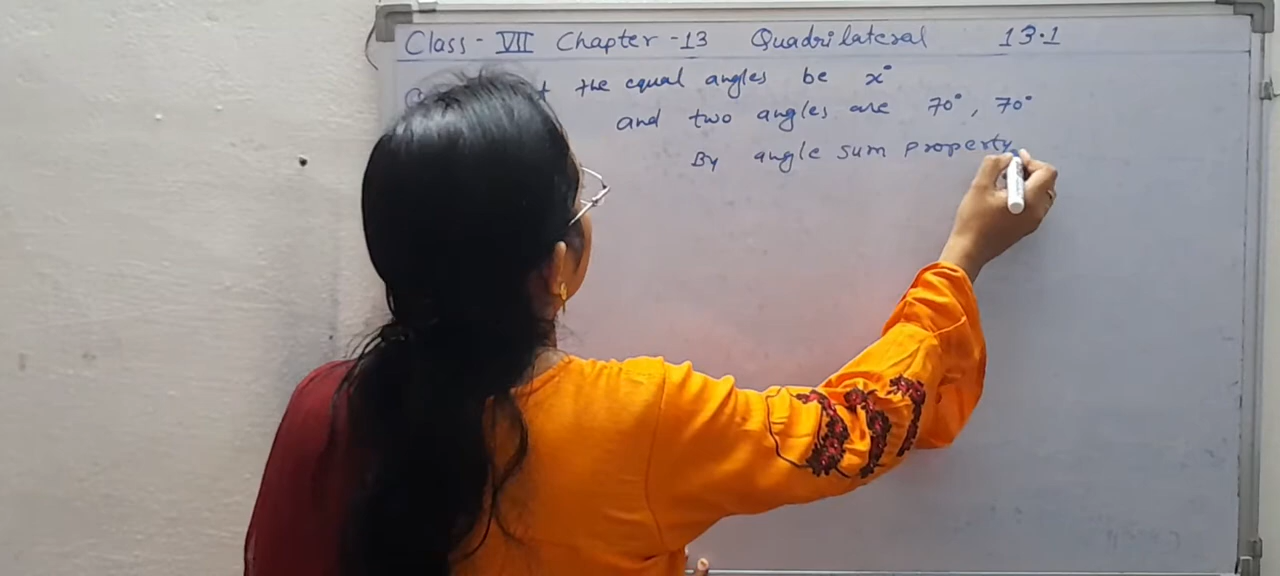 Class - VII Chapter - 13 Quadrilateral 13.1
the equal angles be x°
and two angles are 70°, 70°
By angle sum property